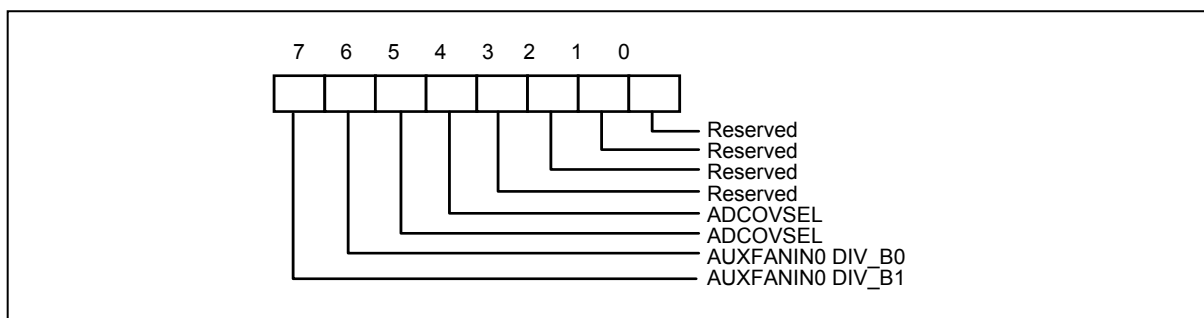 7 6 5 4 3 2 1 0
Reserved
Reserved
Reserved
Reserved
ADCOVSEL
ADCOVSEL
AUXFANIN0 DIV_B0
AUXFANIN0 DIV_B1